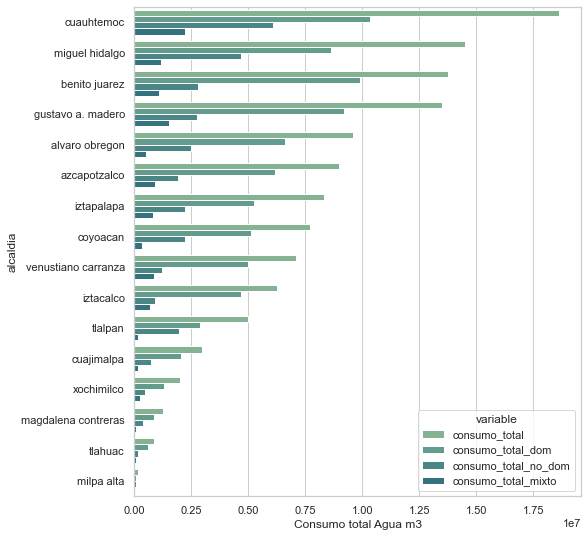 alcaldia
cuauhtemoc
miguel hidalgo
benito juarez
gustavo a. madero
alvaro obregon
azcapotzalco
iztapalapa
coyoacan
venustiano carranza
iztacalco
tlalpan
cuajimalpa
xochimilco
magdalena contreras
tlahuac
milpa alta
variable
consumo_total
consumo_total_dom
consumo_total_no_dom
consumo_total_mixto
0.00 0.25 0.50 0.75 1.00 1.25 1.50 1.75
1e7
Consumo total Agua m3